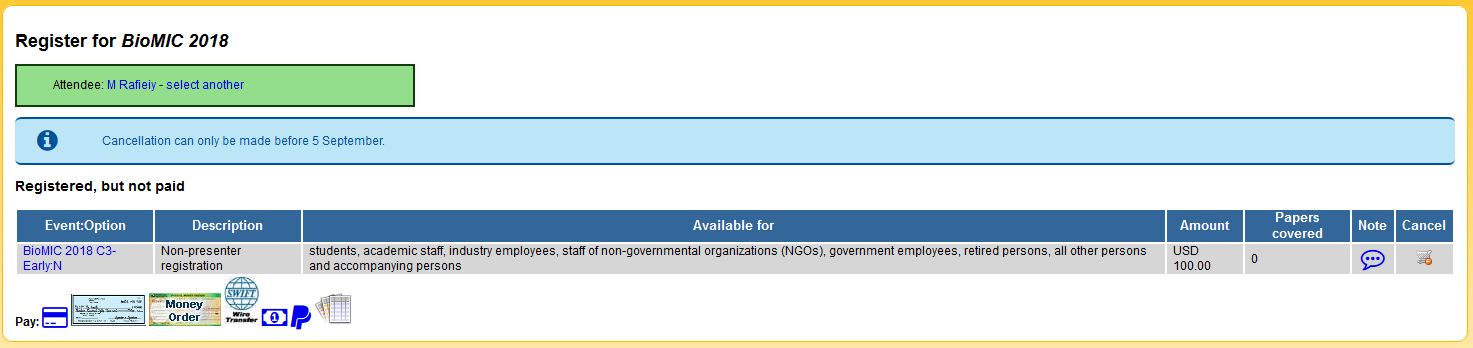 Register for BioMIC 2018
Attendee: M Rafieiy - select another
Cancellation can only be made before 5 September.
Registered, but not paid
Event:Option Description Available for Amount Papers covered Note Cancel
BioMIC 2018 C3-Early:N Non-presenter registration students, academic staff, industry employees, staff of non-governmental organizations (NGOs), government employees, retired persons, all other persons and accompanying persons USD 100.00 0
Pay: Money Order SWIFT Wire Transfer